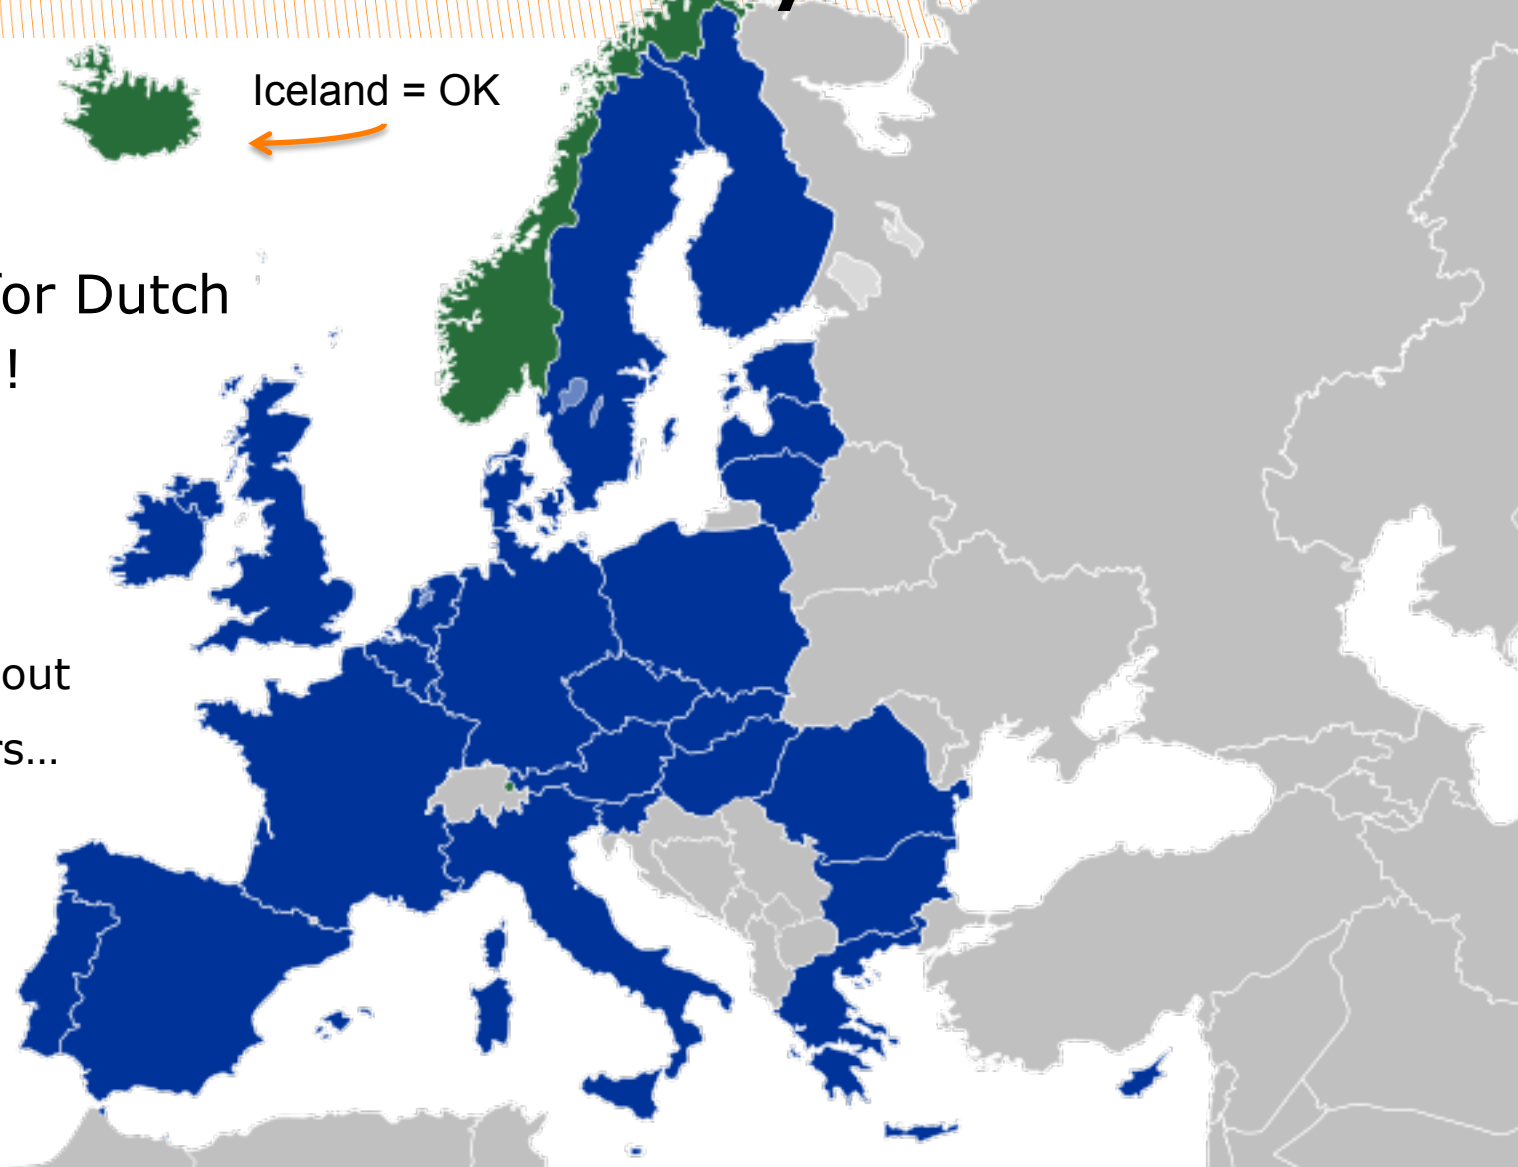 Iceland = OK
for Dutch
!
out
rs...